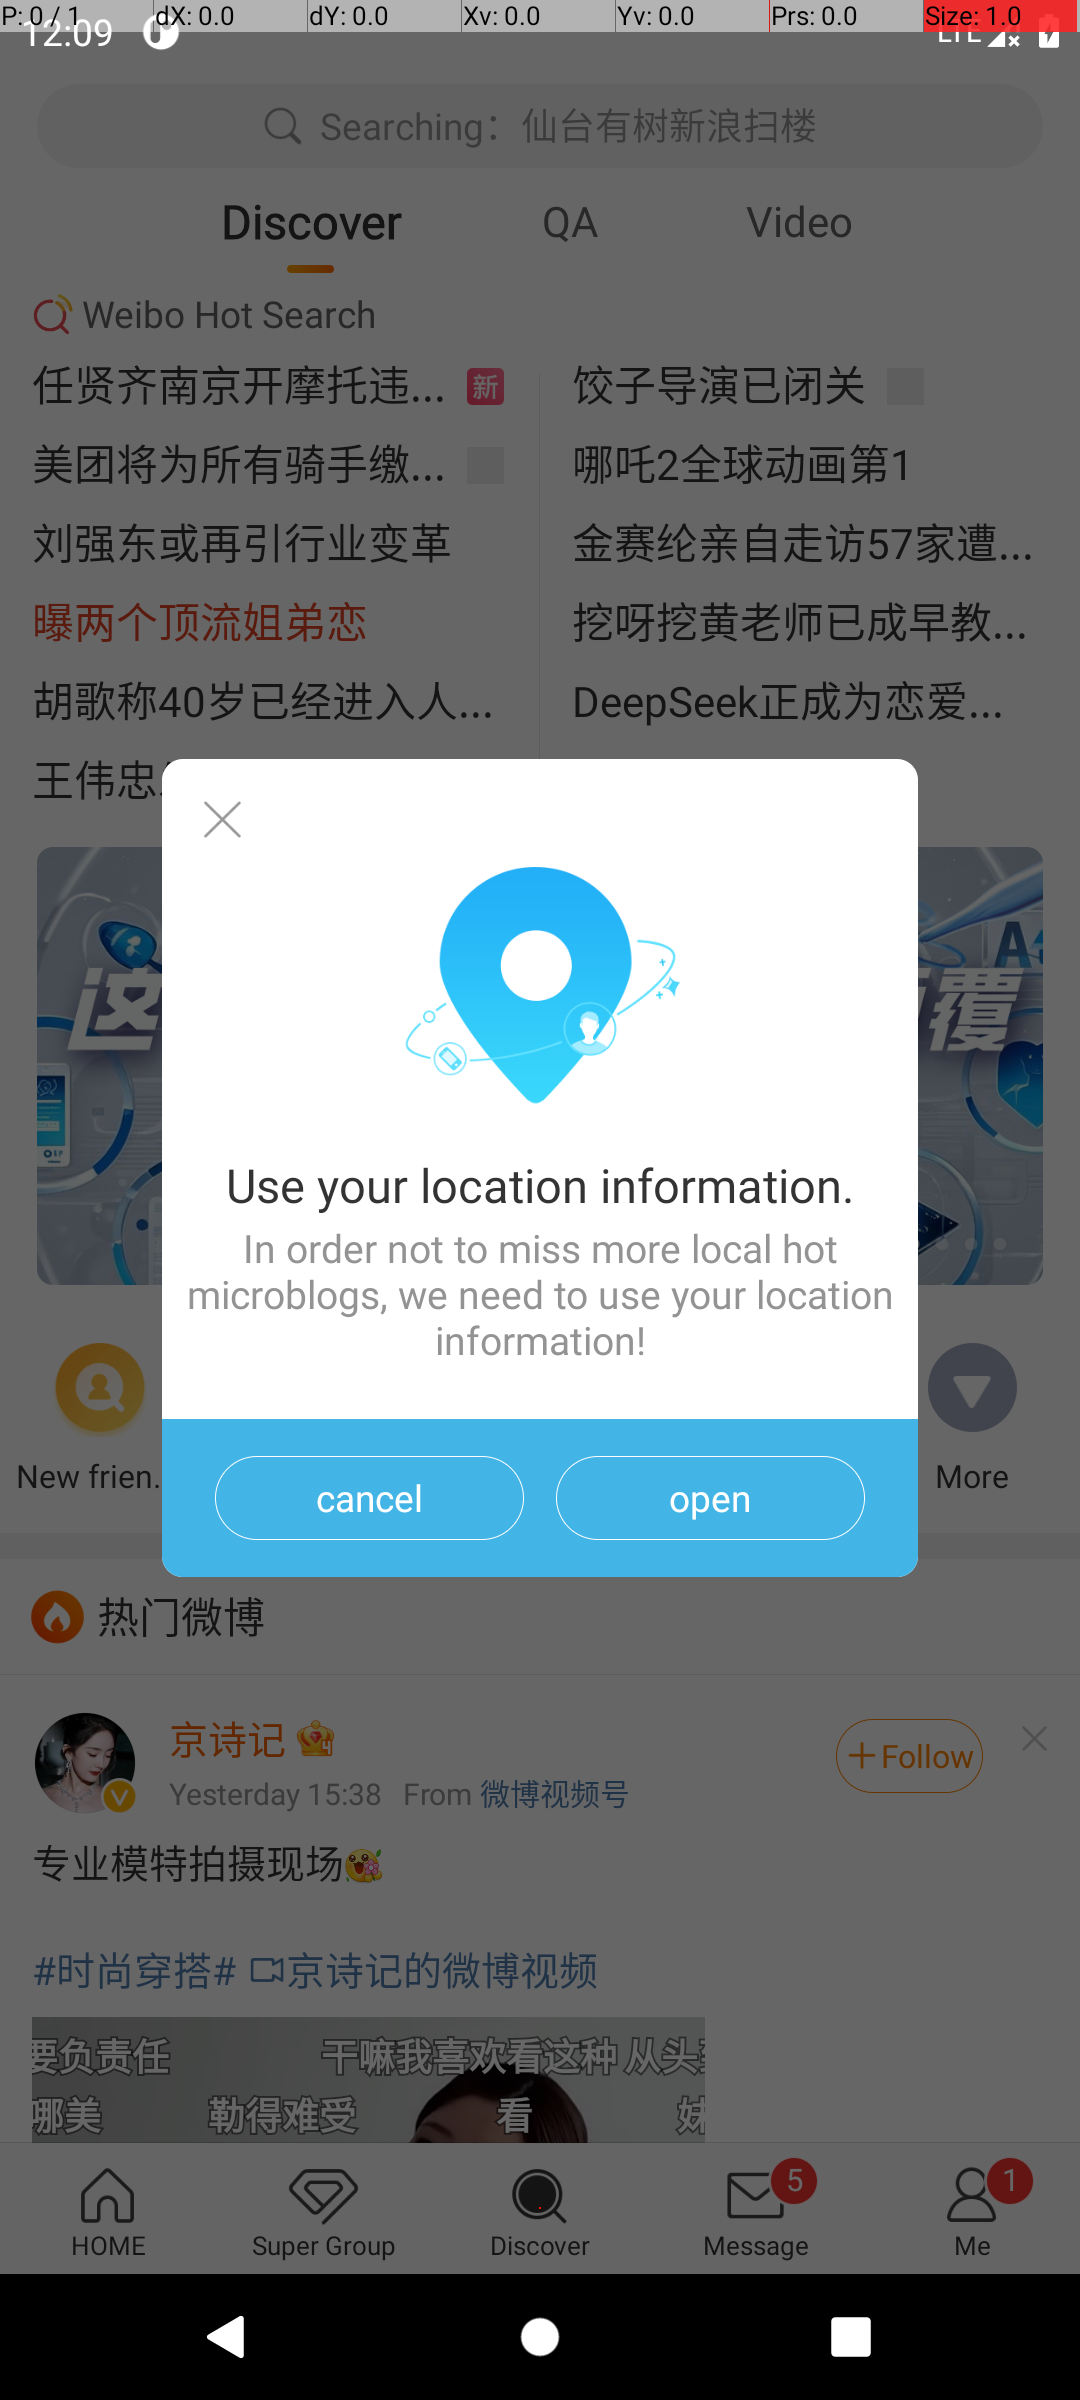 P: 0 / 1 dX: 0.0 dY: 0.0 Xv: 0.0 Yv: 0.0 Prs: 0.0 Size: 1.0
12:09 LTE
Searching：仙台有树新浪扫楼
Discover QA Video
Weibo Hot Search
任贤齐南京开摩托违... 新 饺子导演已闭关
美团将为所有骑手缴... 哪吒2全球动画第1
刘强东或再引行业变革 金赛纶亲自走访57家遭...
曝两个顶流姐弟恋 挖呀挖黄老师已成早教...
胡歌称40岁已经进入人... DeepSeek正成为恋爱...
王伟忠
这 覆
Use your location information.
In order not to miss more local hot
microblogs, we need to use your location
information!
New frien. More
cancel open
热门微博
京诗记
Yesterday 15:38 From 微博视频号
+Follow
专业模特拍摄现场
#时尚穿搭# 京诗记的微博视频
要负责任 干嘛我喜欢看这种 从头
哪美 勒得难受 看
5 1
HOME Super Group Discover Message Me